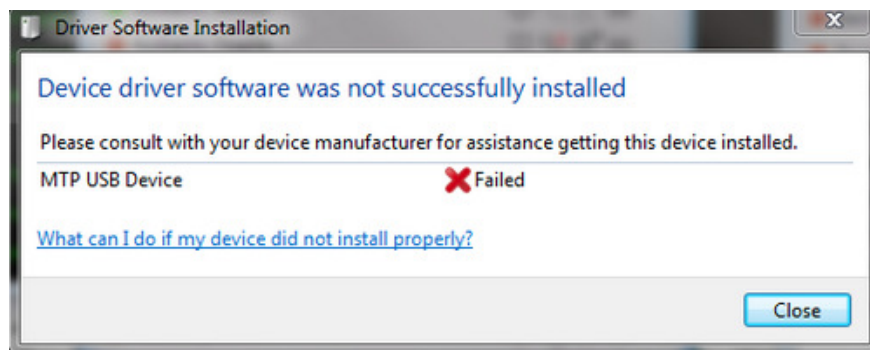 Driver Software Installation
Device driver software was not successfully installed
Please consult with your device manufacturer for assistance getting this device installed.
MTP USB Device Failed
What can I do if my device did not install properly?
Close